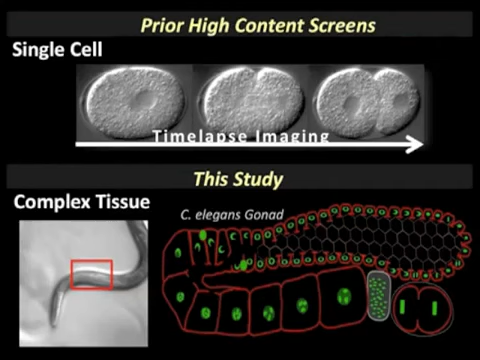 Prior High Content Screens
Single Cell
Timelapse Imaging
This Study
Complex Tissue
C. elegans Gonad